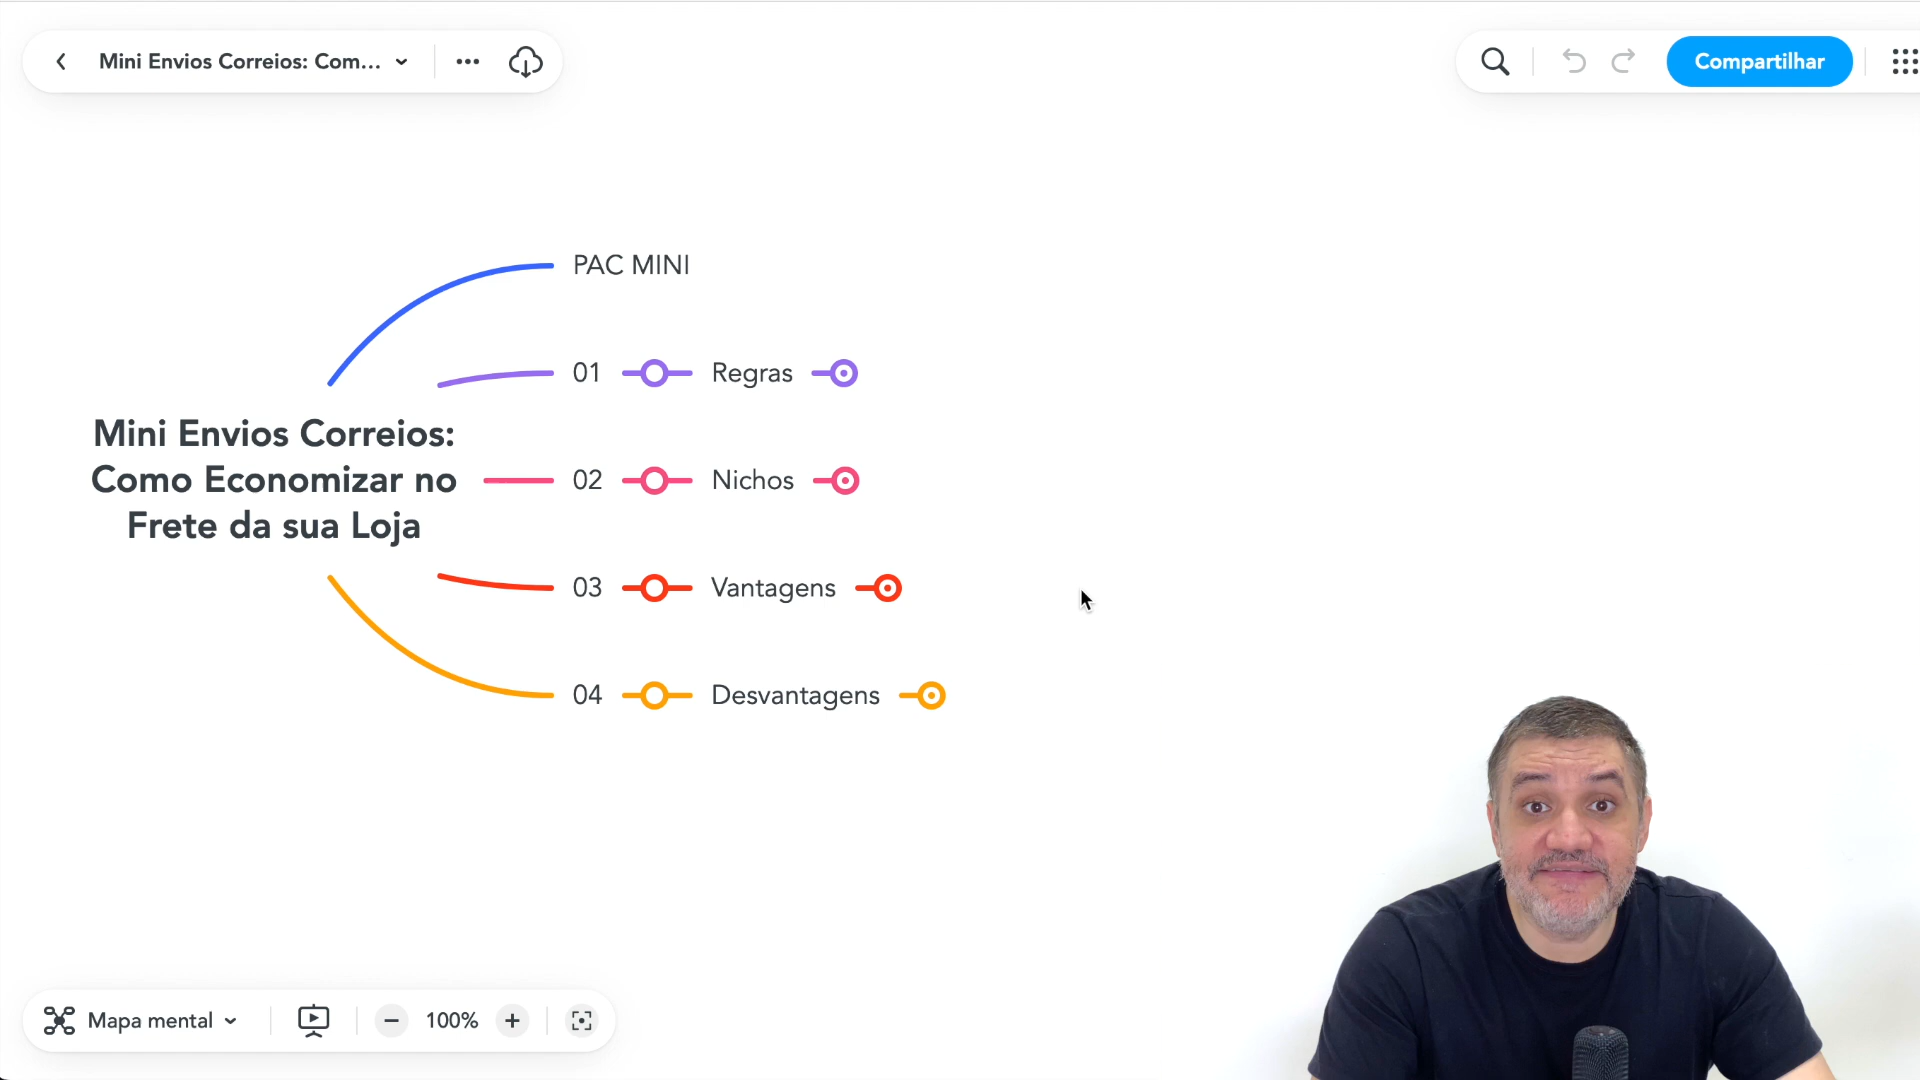 Mini Envios Correios: Com...
Compartilhar
PAC MINI
01 Regras
Mini Envios Correios:
Como Economizar no
Frete da sua Loja
02 Nichos
03 Vantagens
04 Desvantagens
Mapa mental
100%